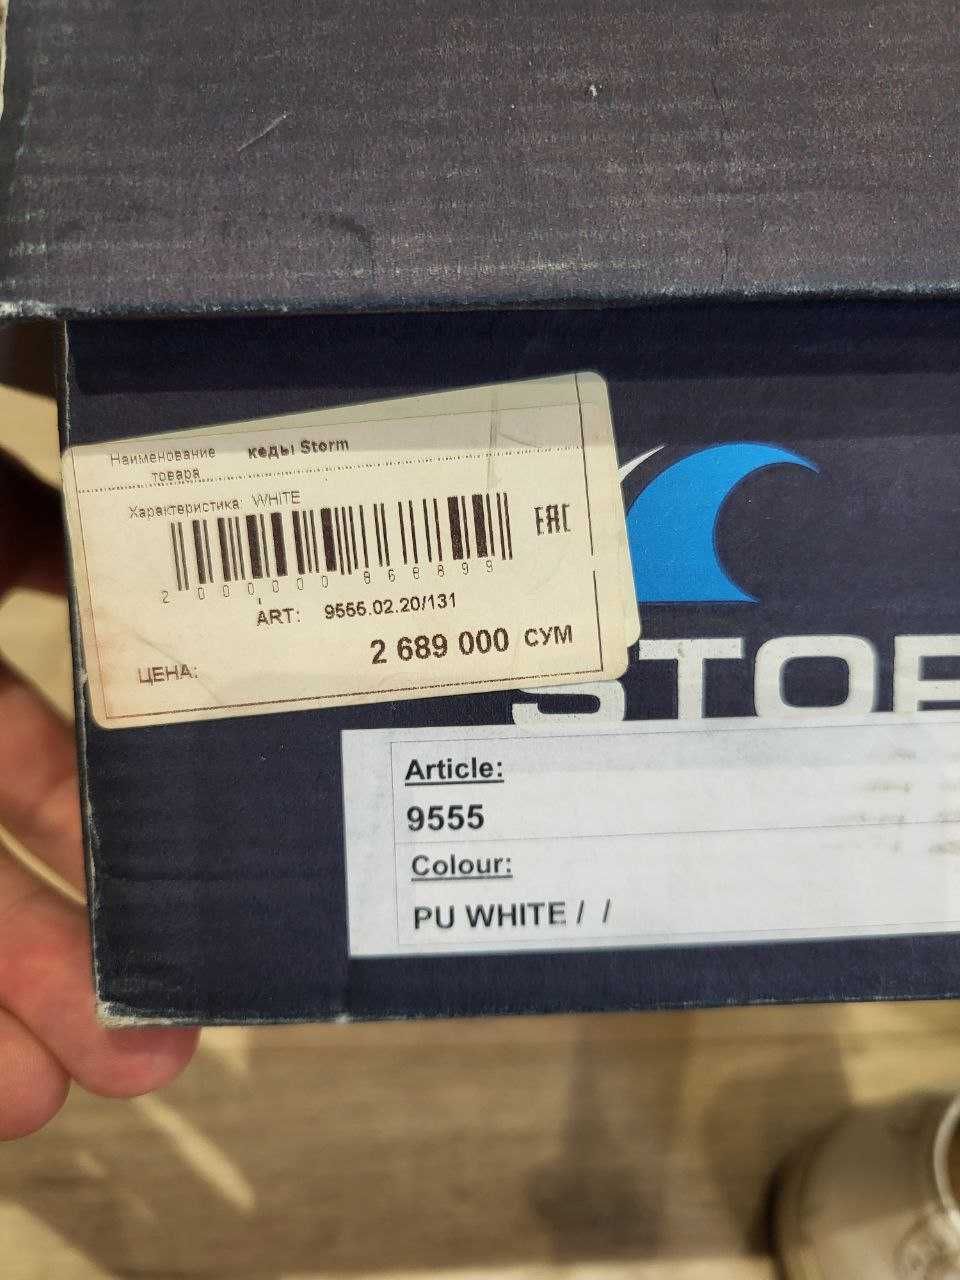 Наименование товара кеды Storm
Характеристика: WHITE
EAC
2 000000 868899
АРТ: 9555.02.20/131
ЦЕНА: 2 689 000 СУМ
STOR
Article:
9555
Colour:
PU WHITE / /